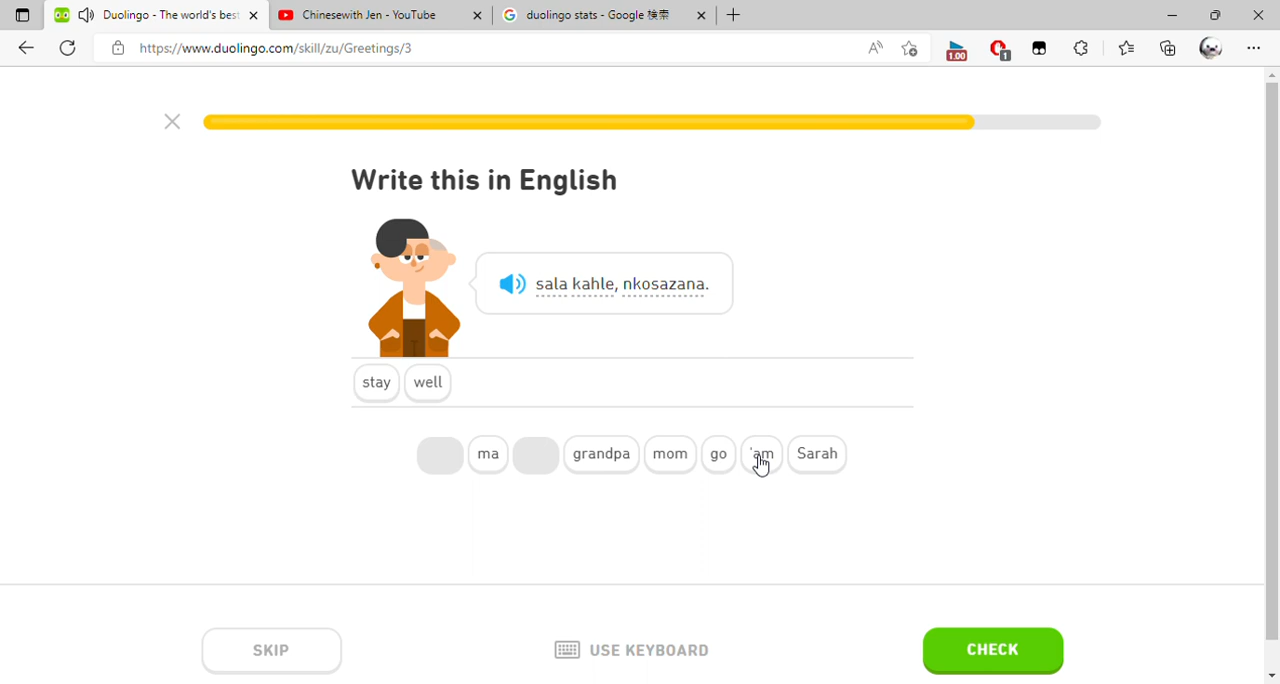 Duolingo - The world's best
Chinesewith Jen - YouTube
duolingo stats - Google 検索
https://www.duolingo.com/skill/zu/Greetings/3
1.00
1
Write this in English
sala kahle, nkosazana.
stay well
ma grandpa mom go 'am Sarah
SKIP
USE KEYBOARD
CHECK